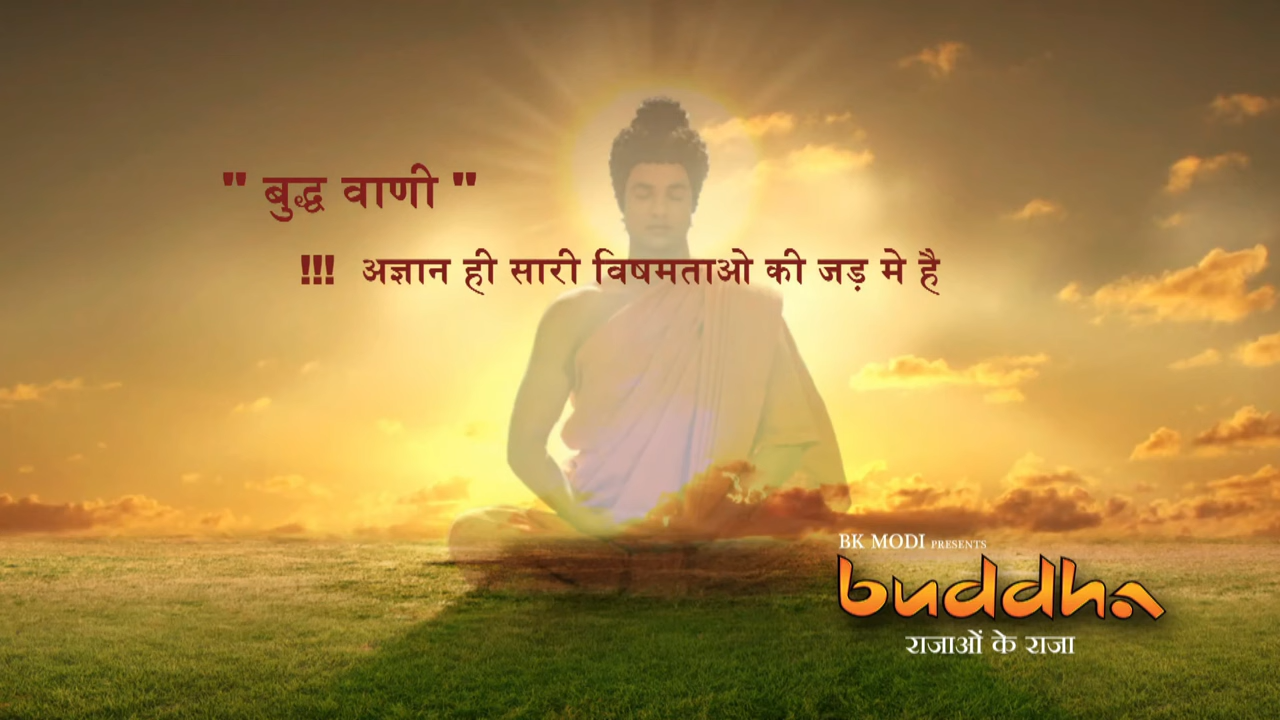 " बुद्ध वाणी "
!!! अज्ञान ही सारी विषमताओ की जड़ मे है
BK MODI PRESENTS
buddha
राजाओं के राजा